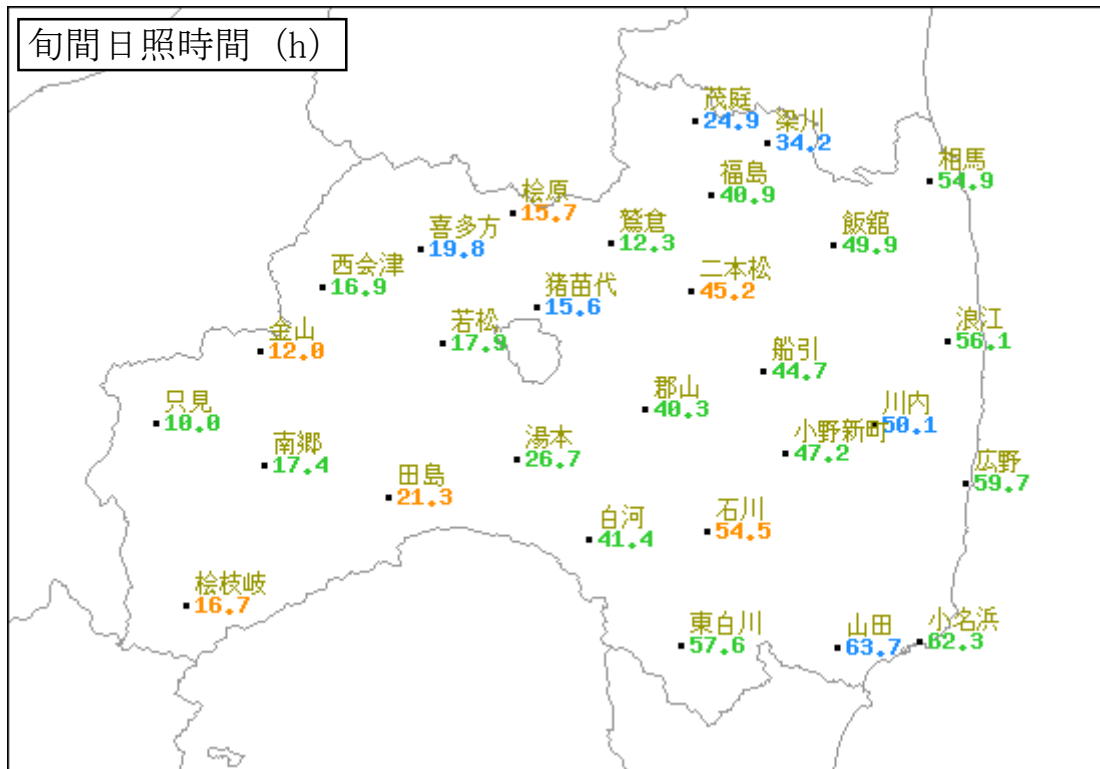 旬間日照時間 (h)
茂庭
24.9
梁川
34.2
相馬
54.9
福島
40.9
桧原
15.7
鷲倉
12.3
喜多方
19.8
飯舘
49.9
西会津
16.9
二本松
45.2
猪苗代
15.6
若松
17.9
金山
12.0
浪江
56.1
船引
44.7
郡山
40.3
只見
10.0
川内
50.1
小野新町
47.2
南郷
17.4
湯本
26.7
広野
59.7
田島
21.3
石川
54.5
白河
41.4
桧枝岐
16.7
東白川
57.6
山田
63.7
小名浜
62.3